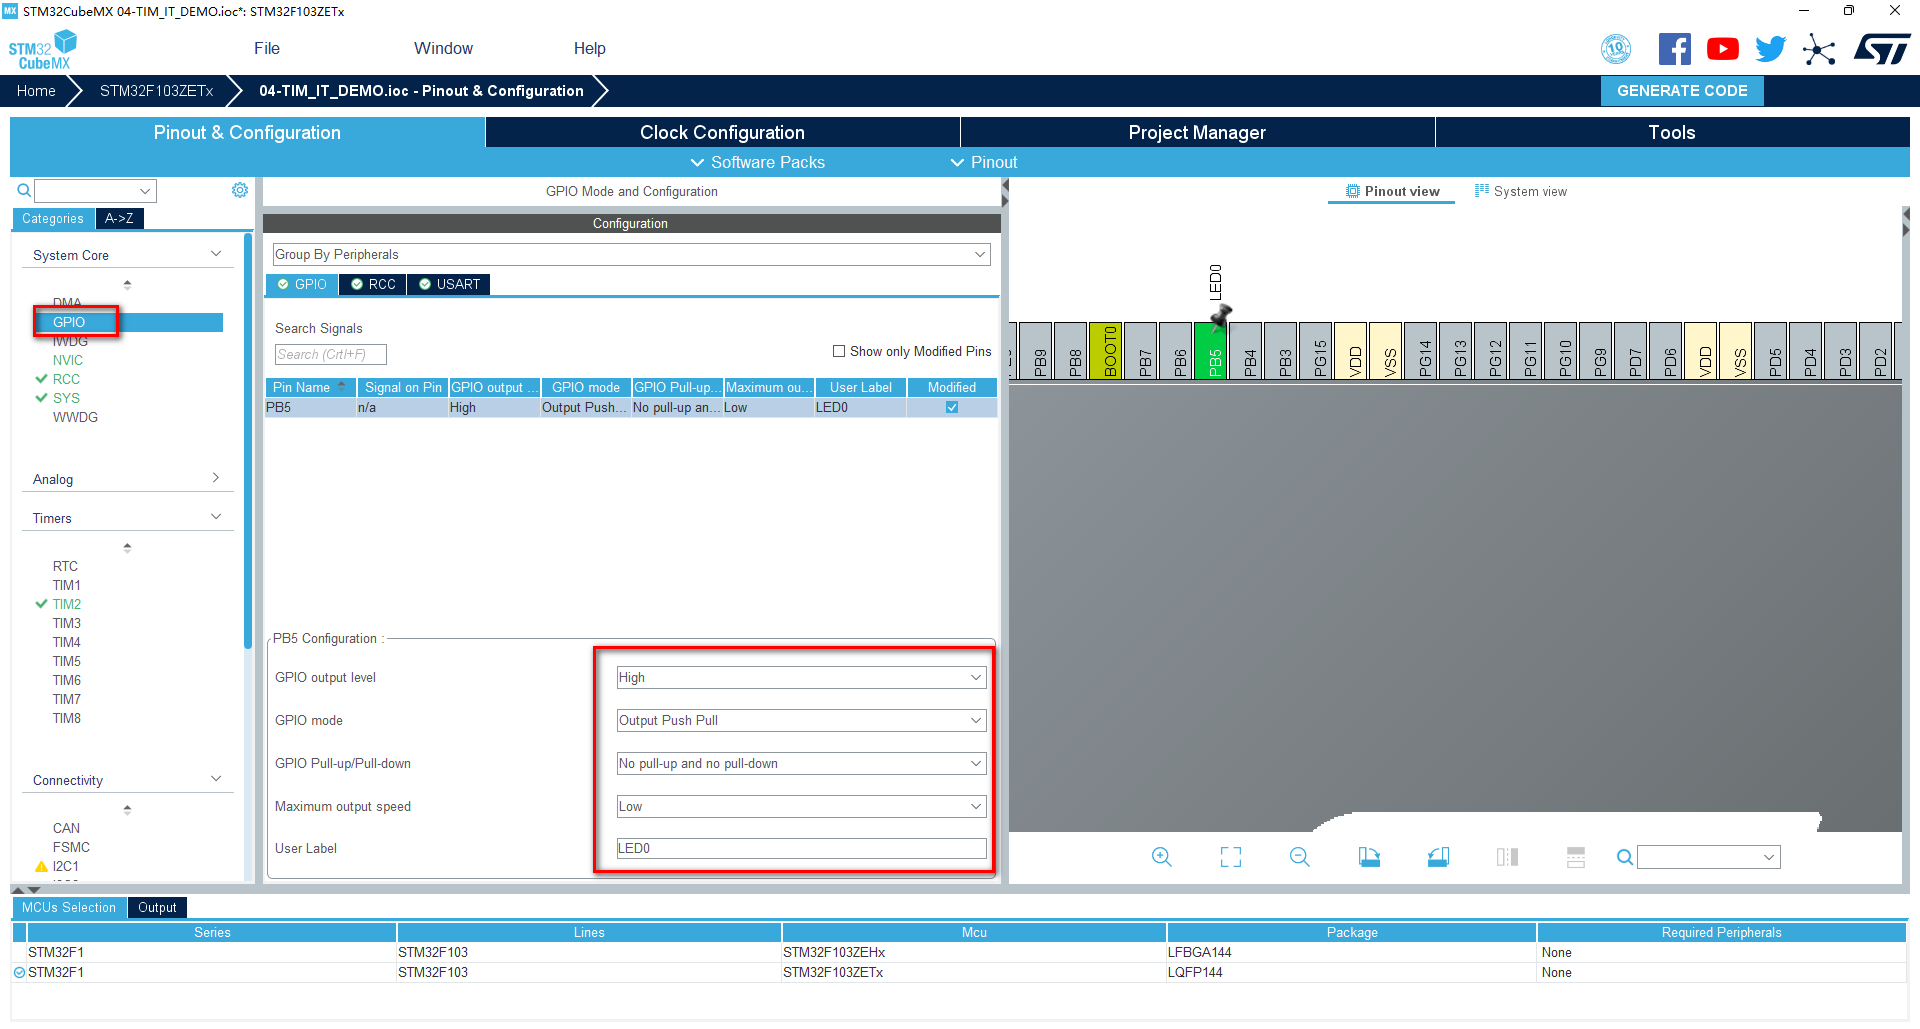 STM32CubeMX 04-TIM_IT_DEMO.ioc*: STM32F103ZETx
STM32
CubeMX
File
Window
Help
10
Home
STM32F103ZETx
04-TIM_IT_DEMO.ioc - Pinout & Configuration
GENERATE CODE
Pinout & Configuration
Clock Configuration
Project Manager
Tools
Software Packs
Pinout
Categories
A->Z
System Core
DMA
GPIO
IWDG
NVIC
RCC
SYS
WWDG
Analog
Timers
RTC
TIM1
TIM2
TIM3
TIM4
TIM5
TIM6
TIM7
TIM8
Connectivity
CAN
FSMC
I2C1
GPIO Mode and Configuration
Configuration
Group By Peripherals
GPIO
RCC
USART
Search Signals
Search (Crtl+F)
Show only Modified Pins
Pin Name
Signal on Pin
GPIO output ...
GPIO mode
GPIO Pull-up...
Maximum ou...
User Label
Modified
PB5
n/a
High
Output Push...
No pull-up an...
Low
LED0
PB5 Configuration :
GPIO output level
High
GPIO mode
Output Push Pull
GPIO Pull-up/Pull-down
No pull-up and no pull-down
Maximum output speed
Low
User Label
LED0
Pinout view
System view
LED0
PB9
PB8
BOOT0
PB7
PB6
PB5
PB4
PB3
PG15
VDD
VSS
PG14
PG13
PG12
PG11
PG10
PG9
PD7
PD6
VDD
VSS
PD5
PD4
PD3
PD2
MCUs Selection
Output
Series
Lines
Mcu
Package
Required Peripherals
STM32F1
STM32F103
STM32F103ZEHx
LFBGA144
None
STM32F1
STM32F103
STM32F103ZETx
LQFP144
None